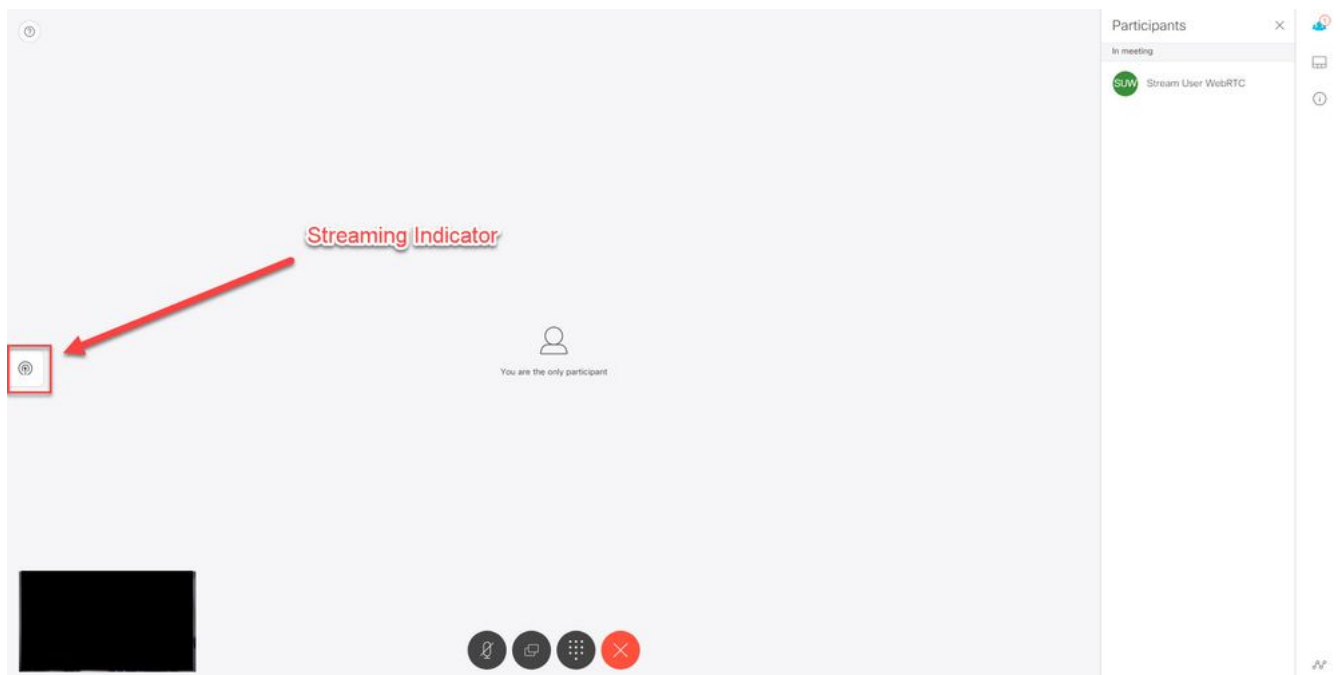 Participants
In meeting
SUW Stream User WebRTC
Streaming Indicator
You are the only participant